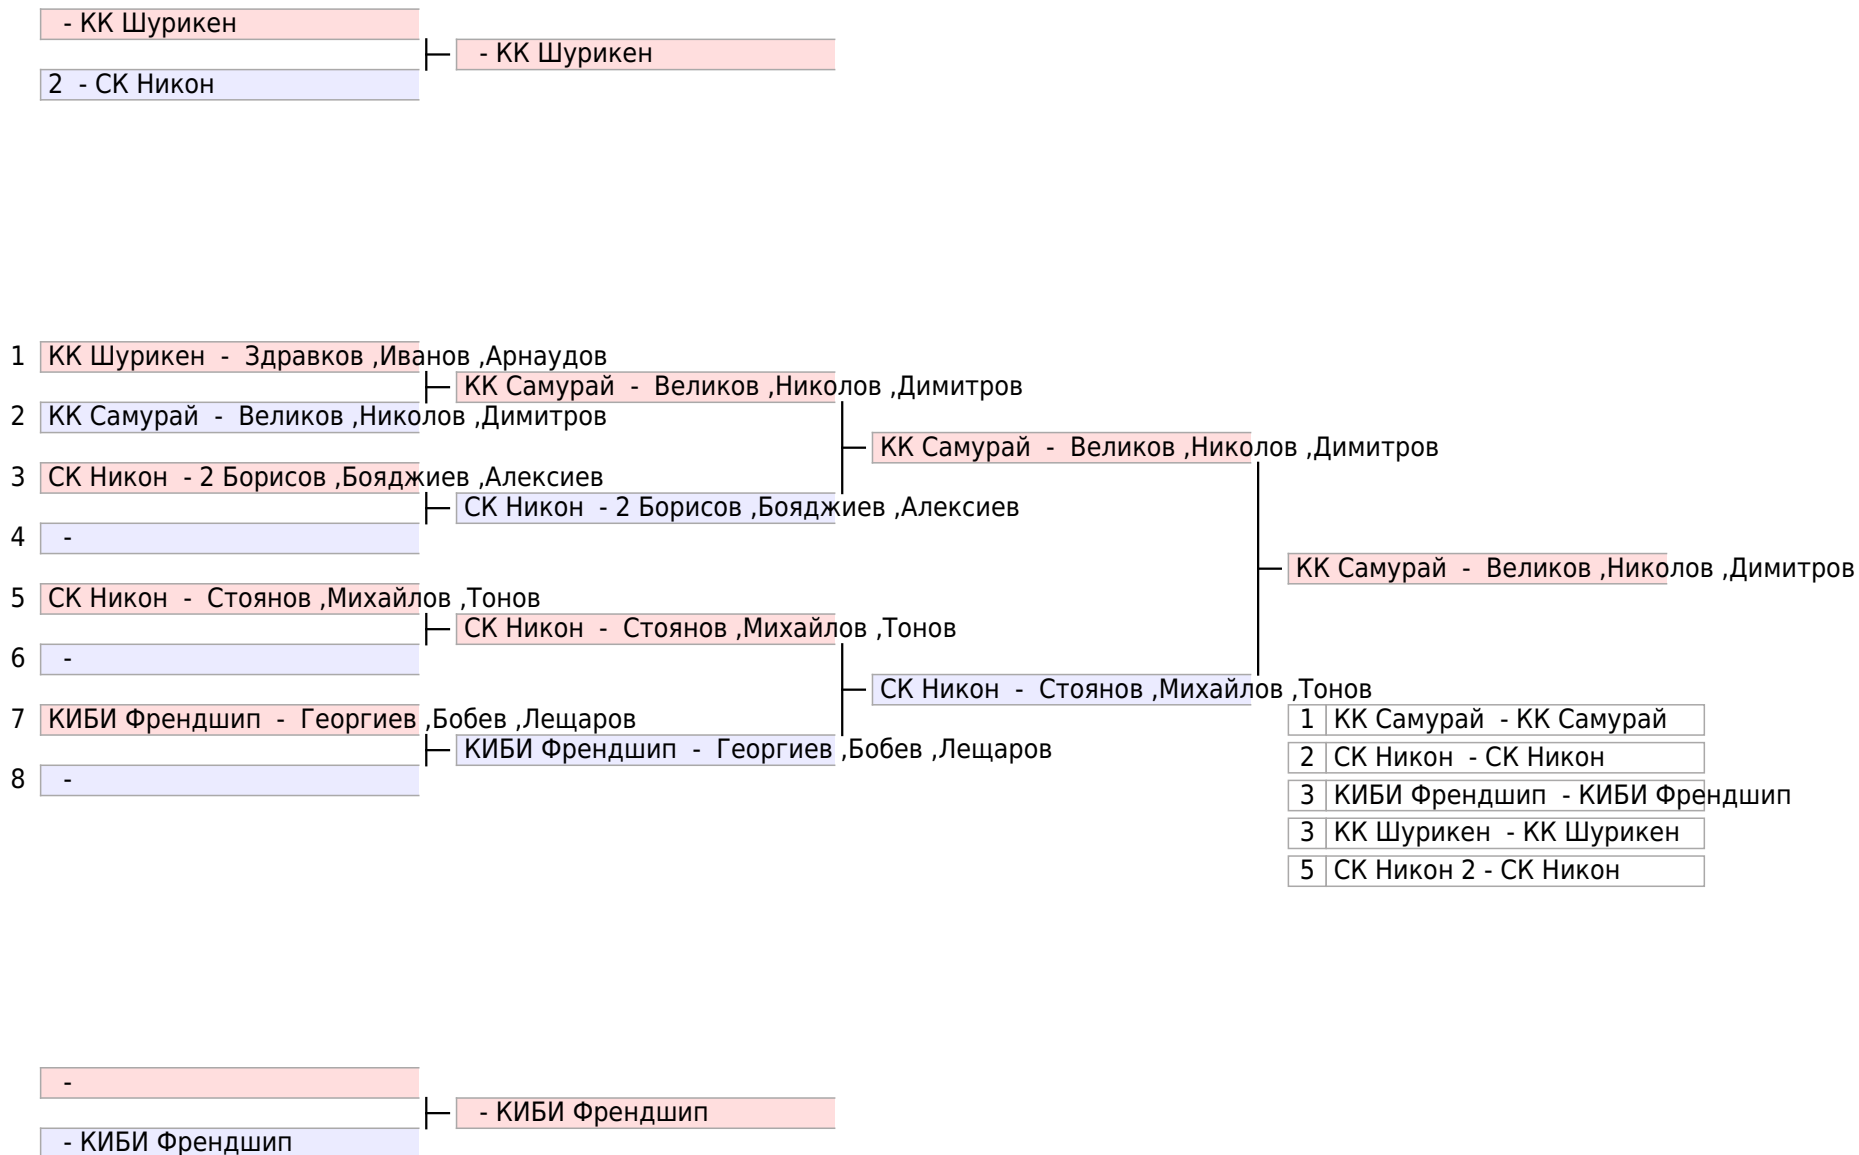 - КК Шурикен
- КК Шурикен
2 - СК Никон
1 КК Шурикен - Здравков ,Иванов ,Арнаудов
КК Самурай - Великов ,Николов ,Димитров
2 КК Самурай - Великов ,Николов ,Димитров
КК Самурай - Великов ,Николов ,Димитров
3 СК Никон - 2 Борисов ,Бояджиев ,Алексиев
СК Никон - 2 Борисов ,Бояджиев ,Алексиев
4 -
КК Самурай - Великов ,Николов ,Димитров
5 СК Никон - Стоянов ,Михайлов ,Тонов
СК Никон - Стоянов ,Михайлов ,Тонов
6 -
СК Никон - Стоянов ,Михайлов ,Тонов
7 КИБИ Френдшип - Георгиев ,Бобев ,Лещаров
КИБИ Френдшип - Георгиев ,Бобев ,Лещаров
8 -
1 КК Самурай - КК Самурай
2 СК Никон - СК Никон
3 КИБИ Френдшип - КИБИ Френдшип
3 КК Шурикен - КК Шурикен
5 СК Никон 2 - СК Никон
-
- КИБИ Френдшип
- КИБИ Френдшип